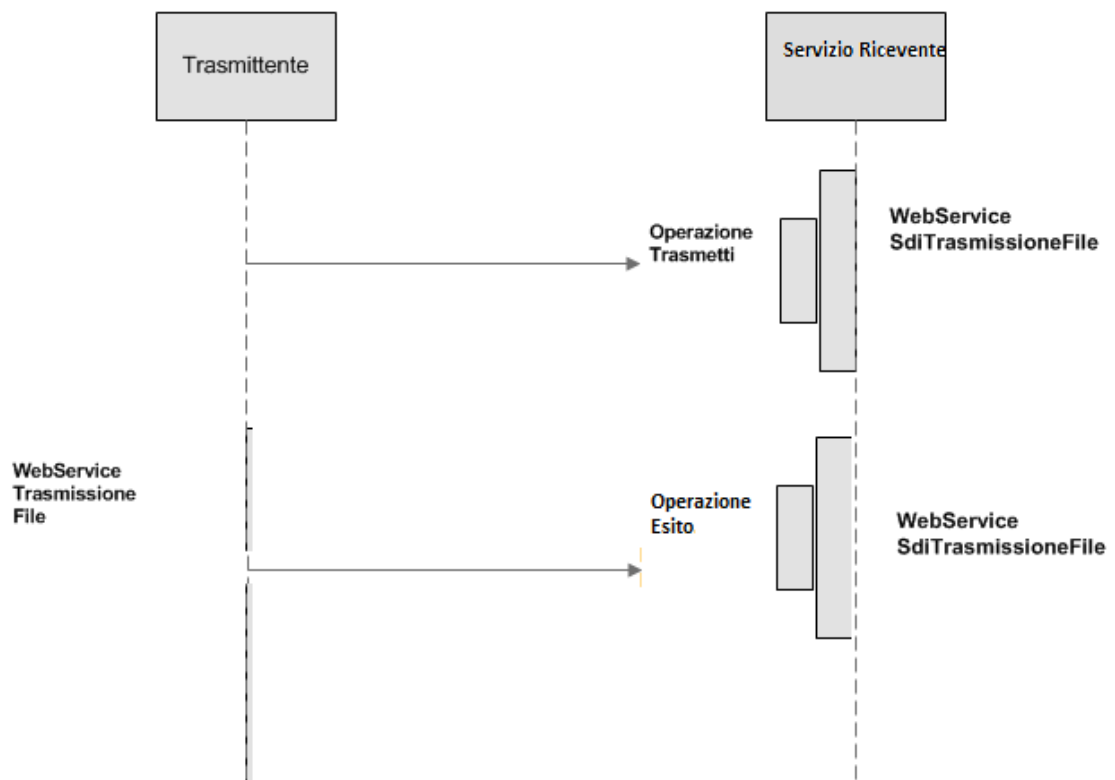 Trasmittente
Servizio Ricevente
Operazione
Trasmetti
WebService
SdiTrasmissioneFile
WebService
Trasmissione
File
Operazione
Esito
WebService
SdiTrasmissioneFile